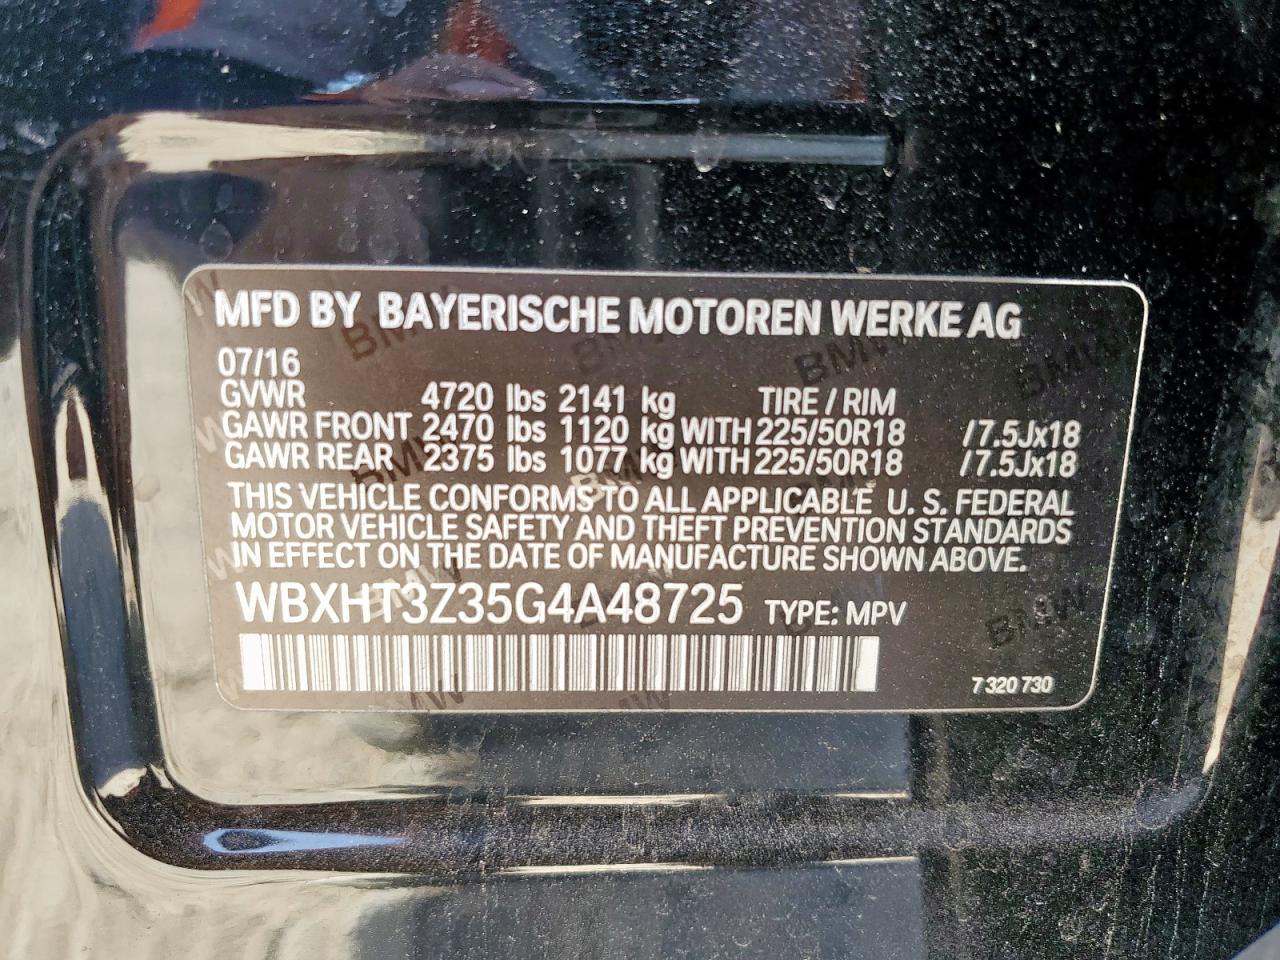 MFD BY BAYERISCHE MOTOREN WERKE AG
07/16
GVWR 4720 lbs 2141 kg TIRE / RIM
GAWR FRONT 2470 lbs 1120 kg WITH 225/50R18 /7.5Jx18
GAWR REAR 2375 lbs 1077 kg WITH 225/50R18 /7.5Jx18
THIS VEHICLE CONFORMS TO ALL APPLICABLE U. S. FEDERAL
MOTOR VEHICLE SAFETY AND THEFT PREVENTION STANDARDS
IN EFFECT ON THE DATE OF MANUFACTURE SHOWN ABOVE.
WBXHT3Z35G4A48725 TYPE: MPV
7 320 730